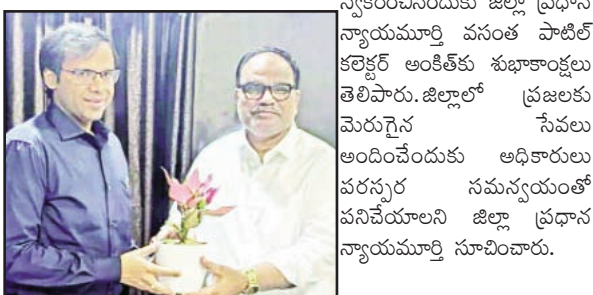 స్వీకరించినందుకు జిల్లా ప్రధాన
న్యాయమూర్తి వసంత పాటిల్
కలెక్టర్ అంకిత్‌కు శుభాకాంక్షలు
తెలిపారు. జిల్లాలో ప్రజలకు
మెరుగైన సేవలు
అందించేందుకు అధికారులు
పరస్పర సమన్వయంతో
పనిచేయాలని జిల్లా ప్రధాన
న్యాయమూర్తి సూచించారు.